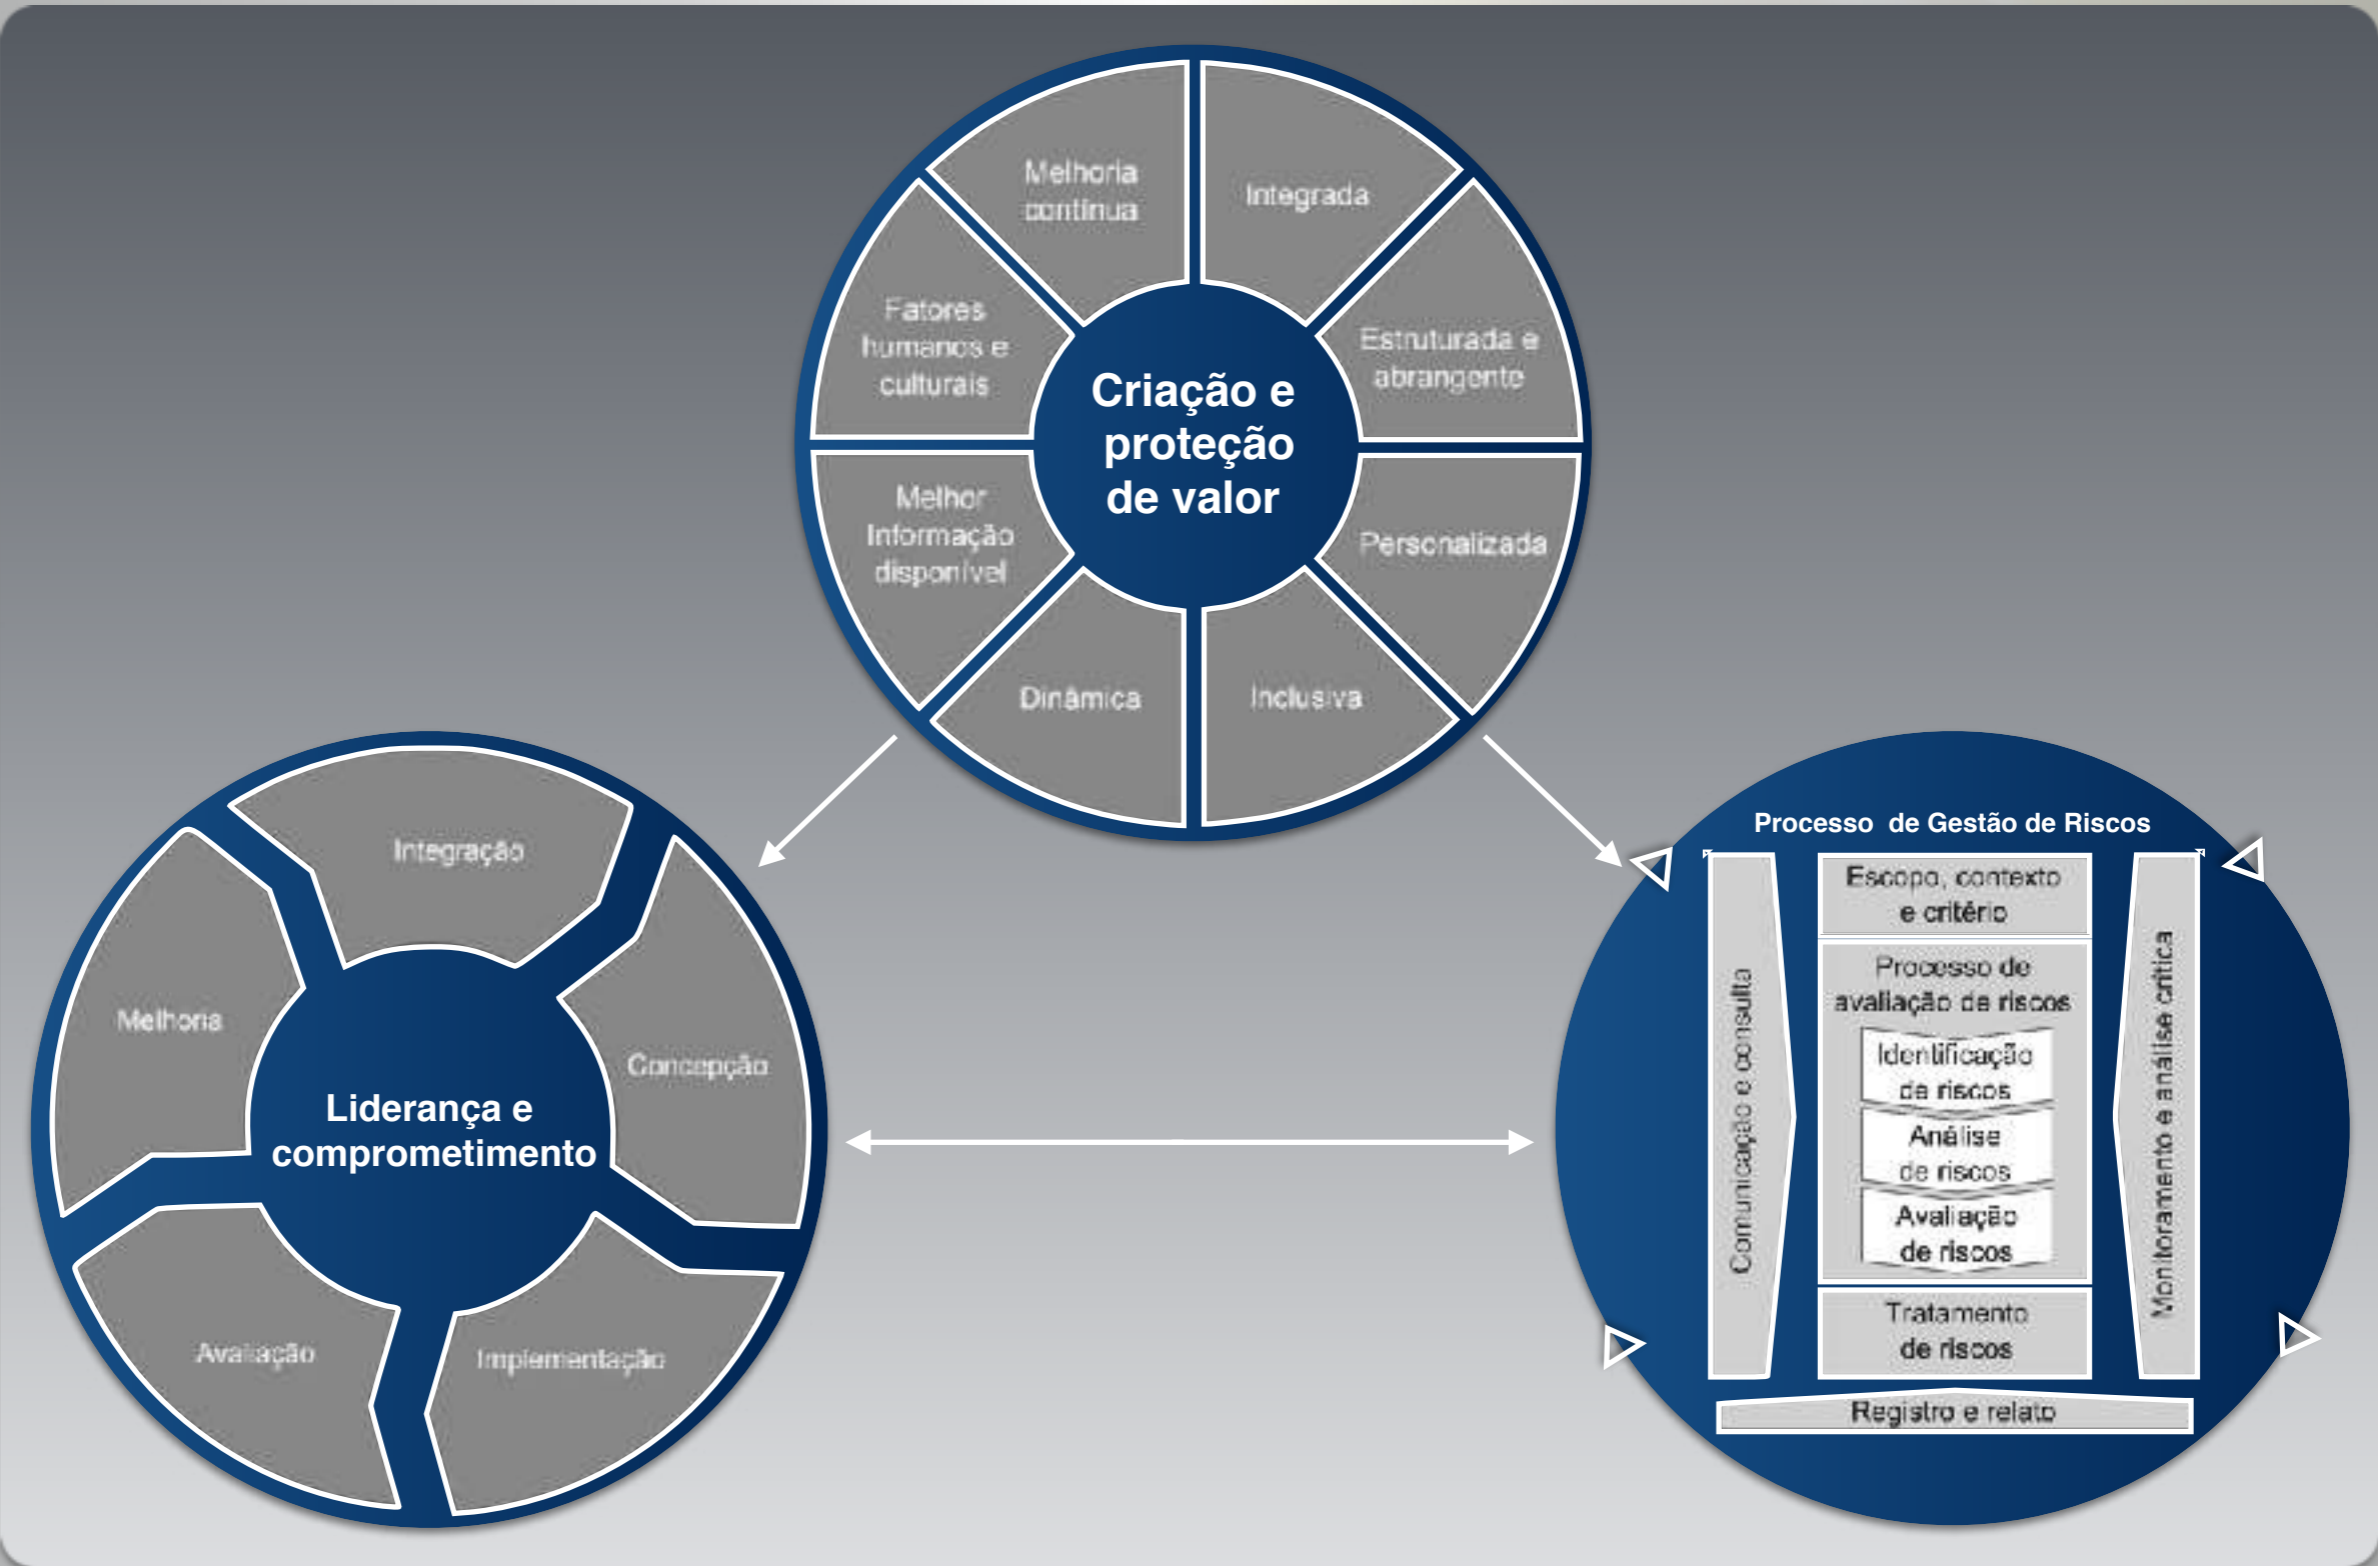 Melhoria
contínua
Integrada
Fatores
humanos e
culturais
Estruturada e
abrangente
Criação e
proteção
de valor
Melhor
Informação
disponível
Personalizada
Dinâmica
Inclusiva
Integração
Melhoria
Concepção
Liderança e
comprometimento
Avaliação
Implementação
Processo de Gestão de Riscos
Comunicação e consulta
Escopo, contexto
e critério
Processo de
avaliação de riscos
Identificação
de riscos
Análise
de riscos
Avaliação
de riscos
Tratamento
de riscos
Monitoramento e análise crítica
Registro e relato